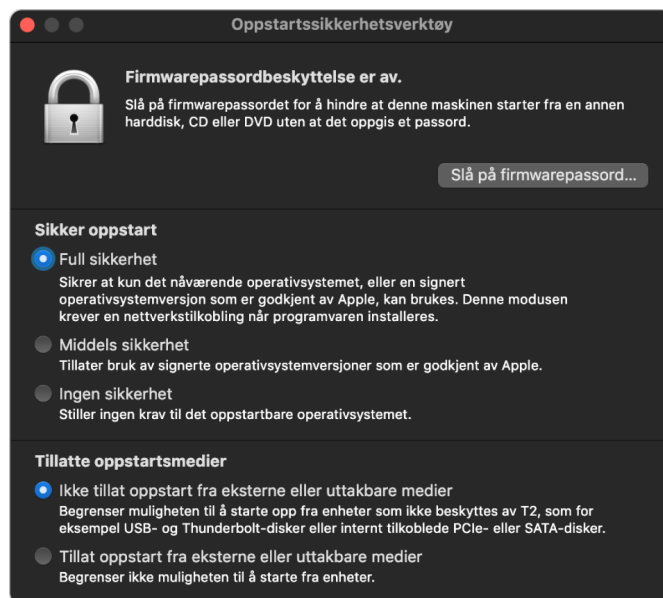 Oppstartssikkerhetsverktøy
Firmwarepassordbeskyttelse er av.
Slå på firmwarepassordet for å hindre at denne maskinen starter fra en annen
harddisk, CD eller DVD uten at det oppgis et passord.
Slå på firmwarepassord...
Sikker oppstart
Full sikkerhet
Sikrer at kun det nåværende operativsystemet, eller en signert
operativsystemversjon som er godkjent av Apple, kan brukes. Denne modusen
krever en nettverkstilkobling når programvaren installeres.
Middels sikkerhet
Tillater bruk av signerte operativsystemversjoner som er godkjent av Apple.
Ingen sikkerhet
Stiller ingen krav til det oppstartbare operativsystemet.
Tillatte oppstartsmedier
Ikke tillat oppstart fra eksterne eller uttakbare medier
Begrenser muligheten til å starte opp fra enheter som ikke beskyttes av T2, som for
eksempel USB- og Thunderbolt-disker eller internt tilkoblede PCIe- eller SATA-disker.
Tillat oppstart fra eksterne eller uttakbare medier
Begrenser ikke muligheten til å starte fra enheter.